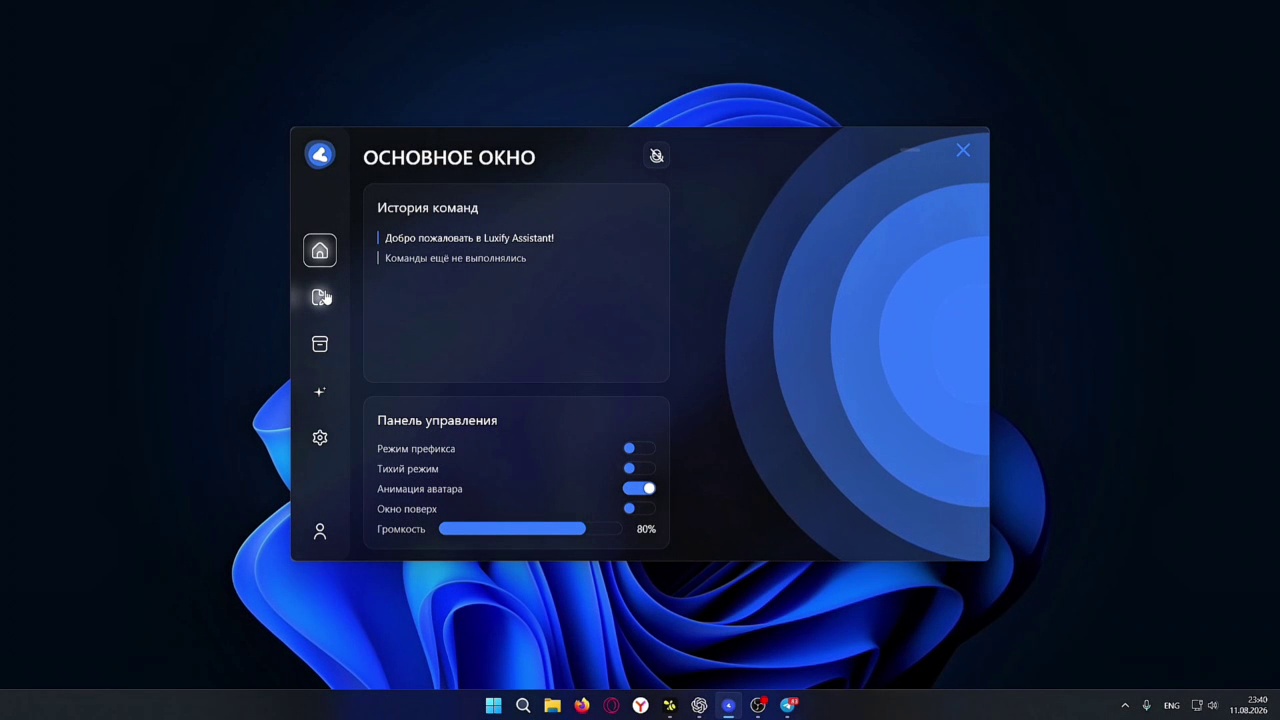 ОСНОВНОЕ ОКНО
История команд
Добро пожаловать в Luxify Assistant!
Команды ещё не выполнялись
Панель управления
Режим префикса
Тихий режим
Анимация аватара
Окно поверх
Громкость 80%
ENG
23:40
11.08.2026